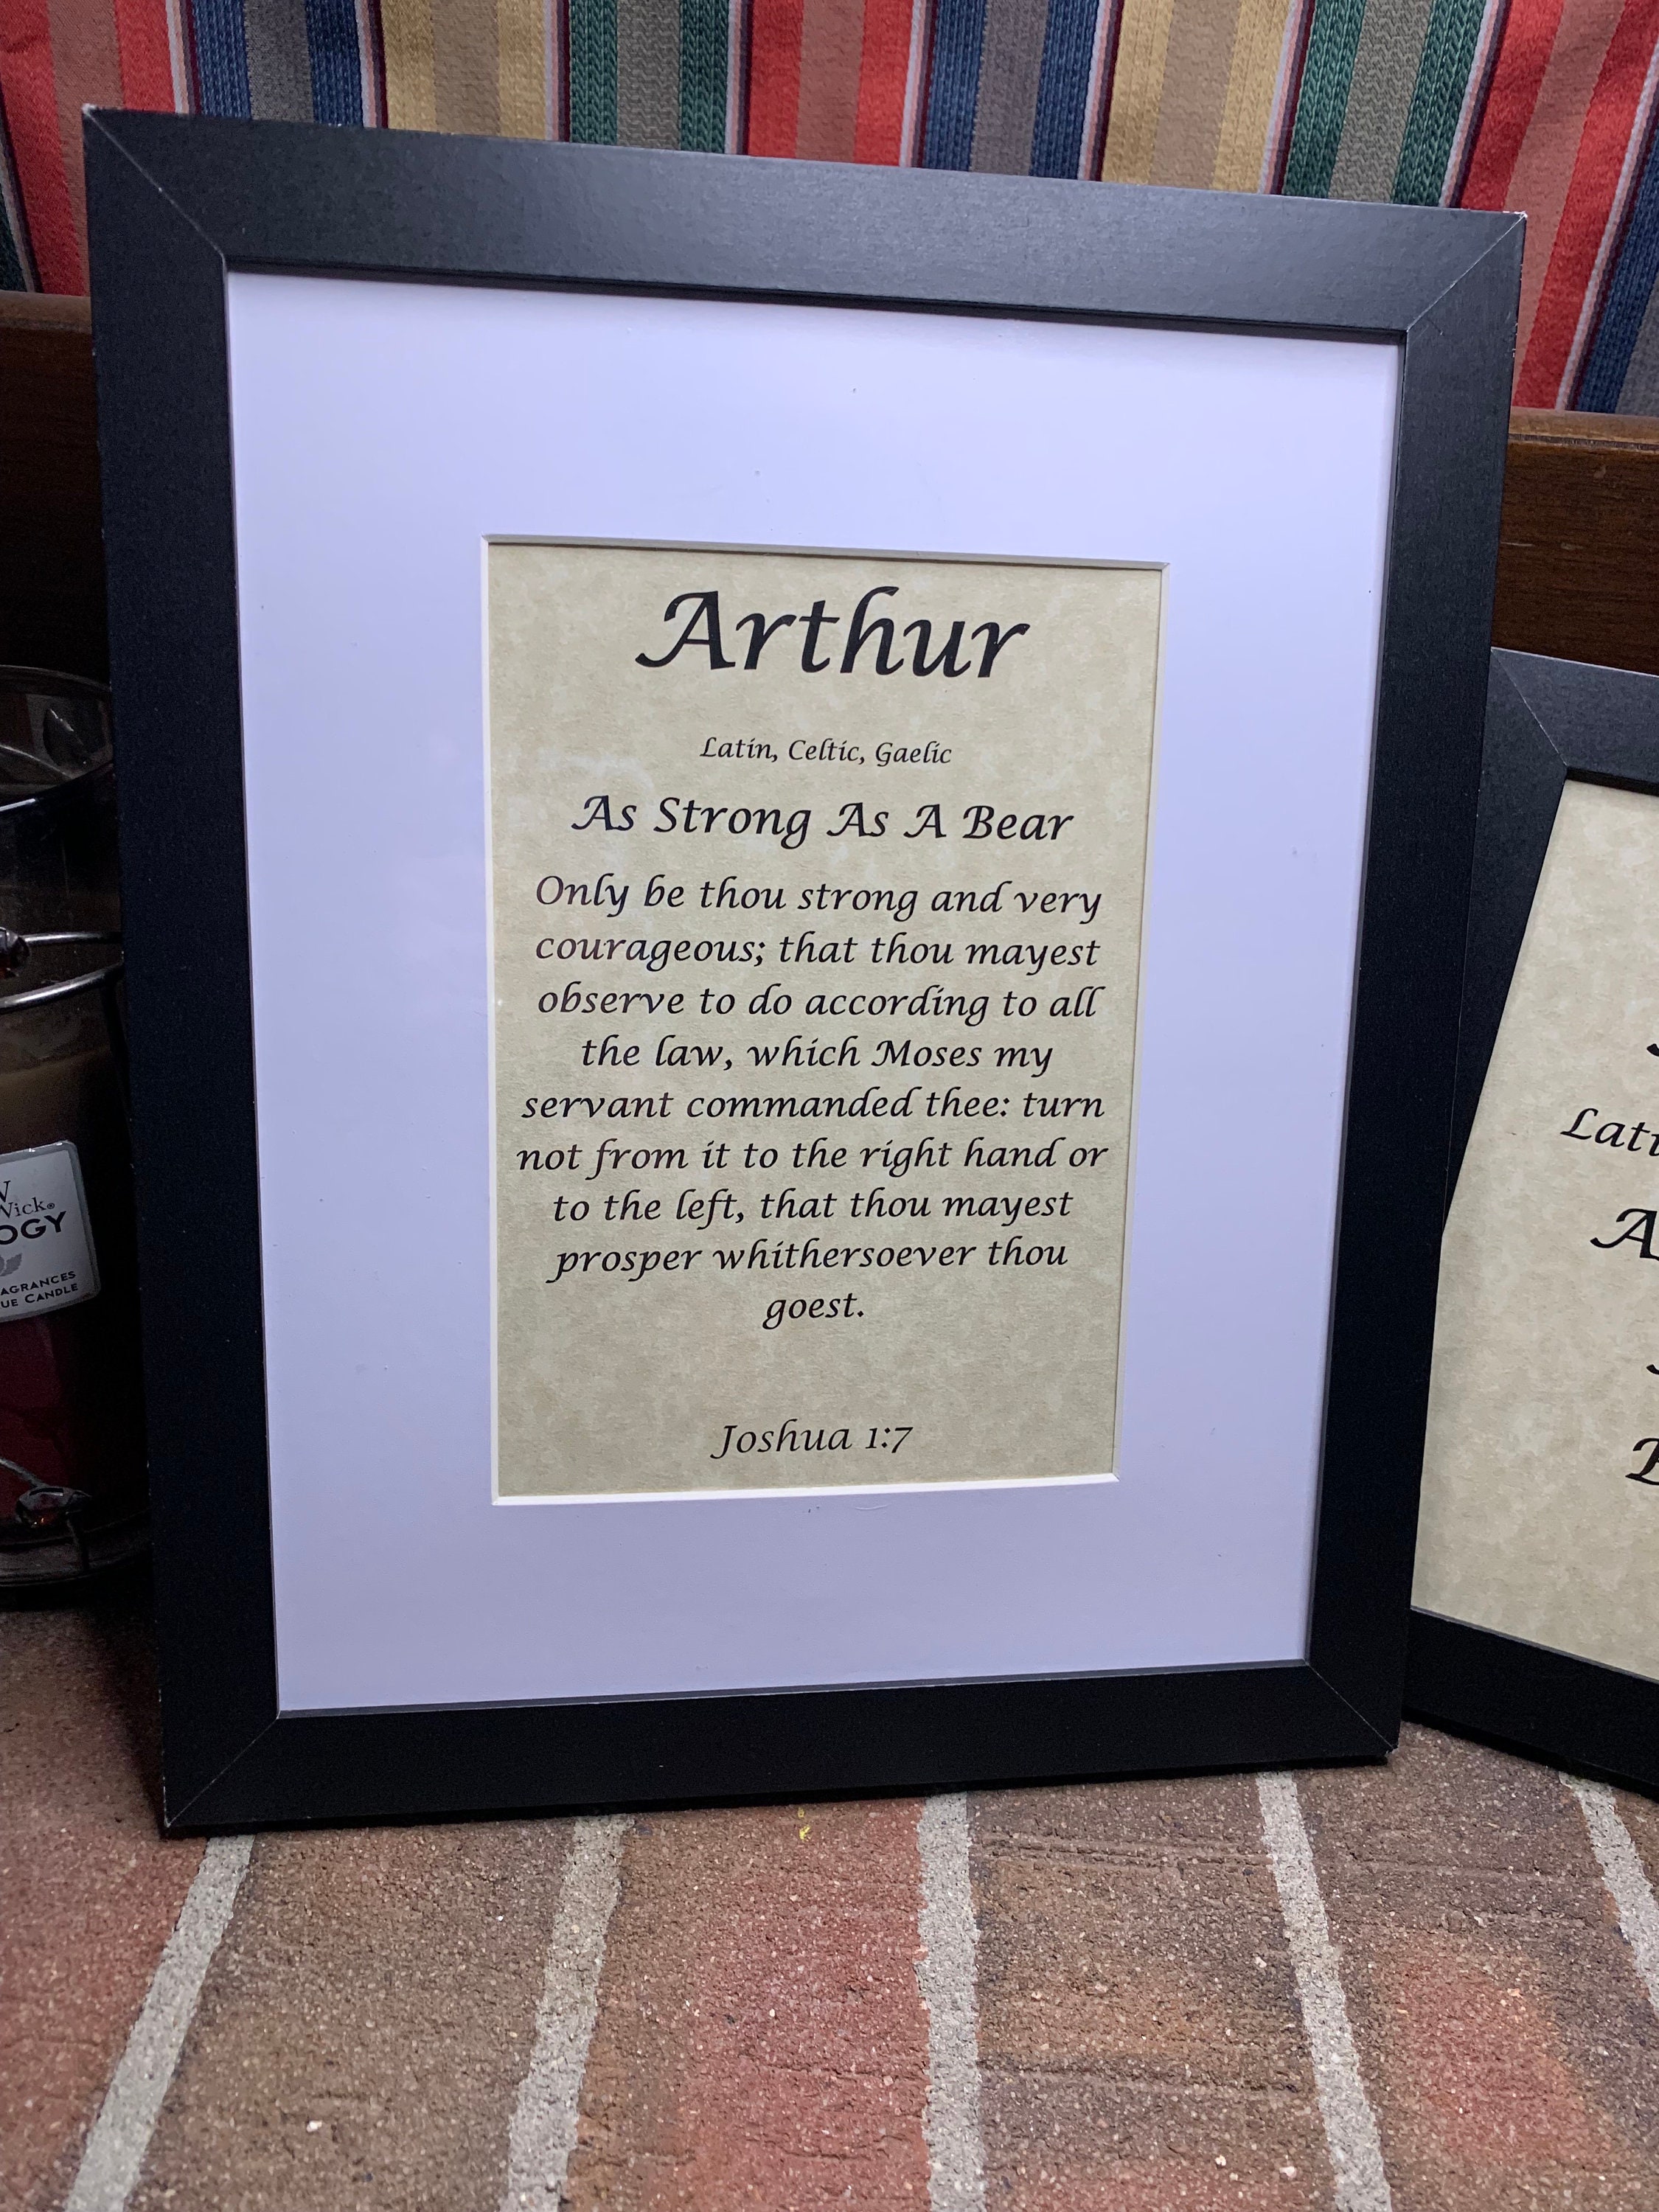 Arthur
Latin, Celtic, Gaelic
As Strong As A Bear
Only be thou strong and very
courageous; that thou mayest
observe to do according to all
the law, which Moses my
servant commanded thee: turn
not from it to the right hand or
to the left, that thou mayest
prosper whithersoever thou
goest.
Joshua 1:7